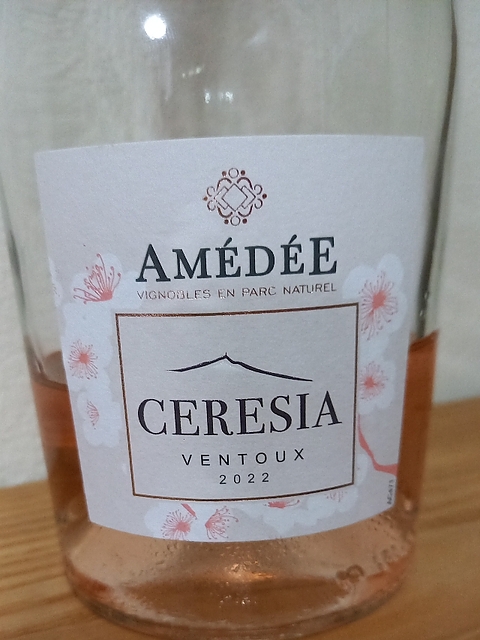 AMÉDÉE
VIGNOBLES EN PARC NATUREL
CERESIA
VENTOUX
2022